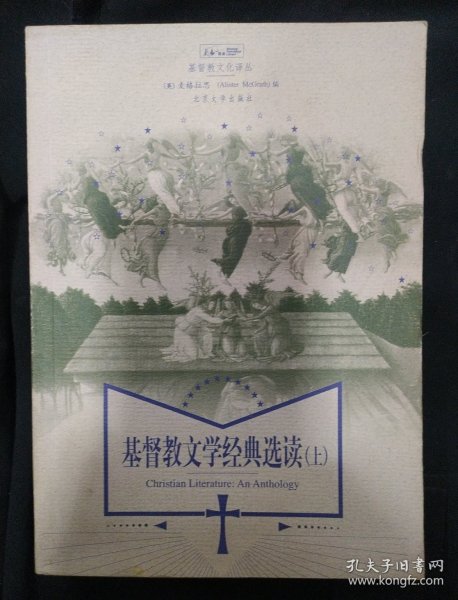 基督教文化译丛
(英) 麦格拉思 (Alister McGrath) 编
北京大学出版社
基督教文学经典选读(上)
Christian Literature: An Anthology
孔夫子旧书网
www.kongfz.com